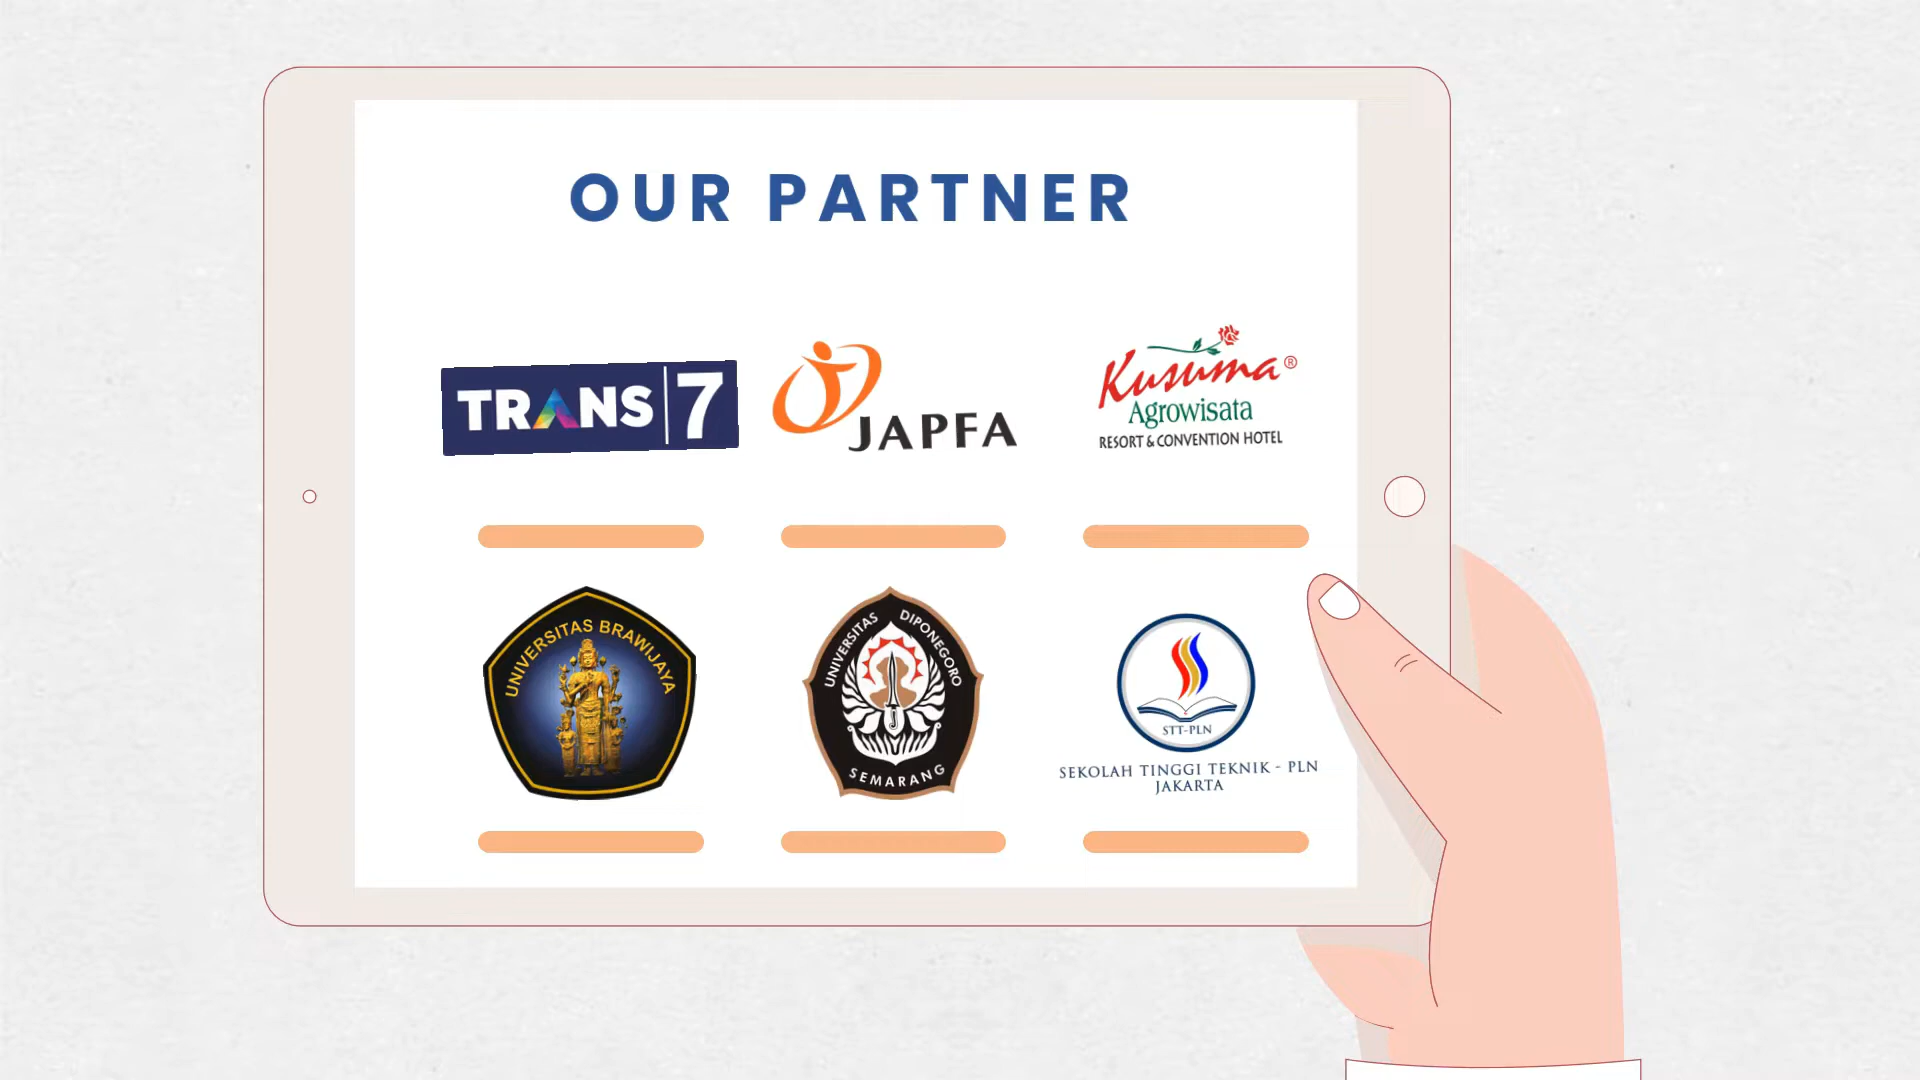 OUR PARTNER
TRANS 7
JAPFA
Kusuma®
Agrowisata
RESORT & CONVENTION HOTEL
UNIVERSITAS BRAWIJAYA
UNIVERSITAS DIPONEGORO
SEMARANG
STT-PLN
SEKOLAH TINGGI TEKNIK - PLN
JAKARTA